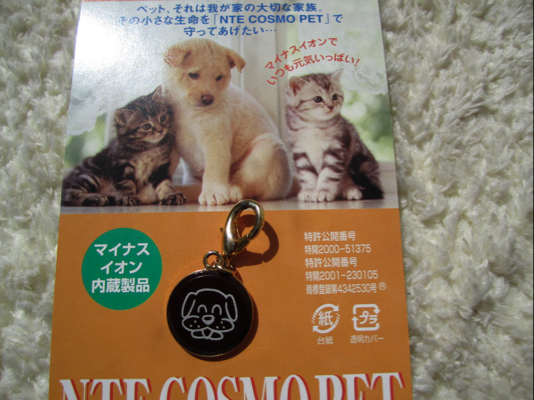 ペット、それは我が家の大切な家族。
その小さな生命を「NTE COSMO PET」で
守ってあげたい…
マイナスイオンで
いつも元気いっぱい！
マイナス
イオン
内蔵製品
特許公開番号
特開2000-51375
特許公開番号
特開2001-230105
商標登録第4342530号®
紙
台紙
プラ
透明カバー
NTE COSMO PET